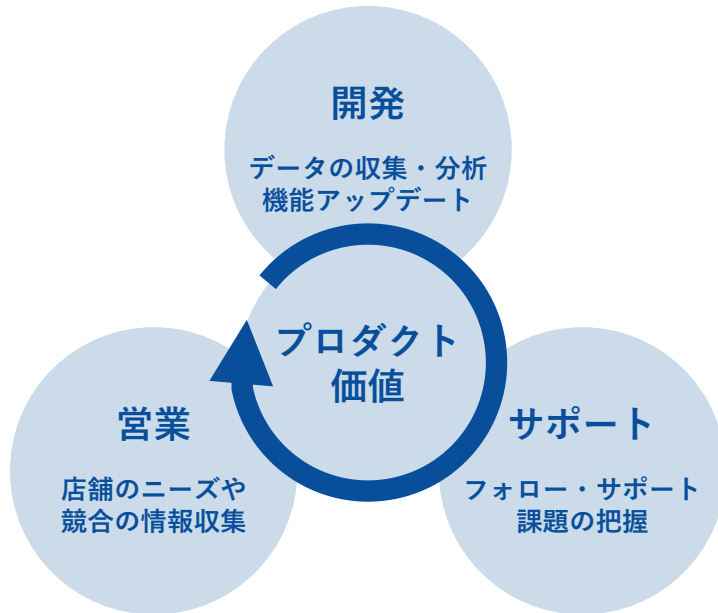 開発
データの収集・分析
機能アップデート
プロダクト
価値
営業
店舗のニーズや
競合の情報収集
サポート
フォロー・サポート
課題の把握